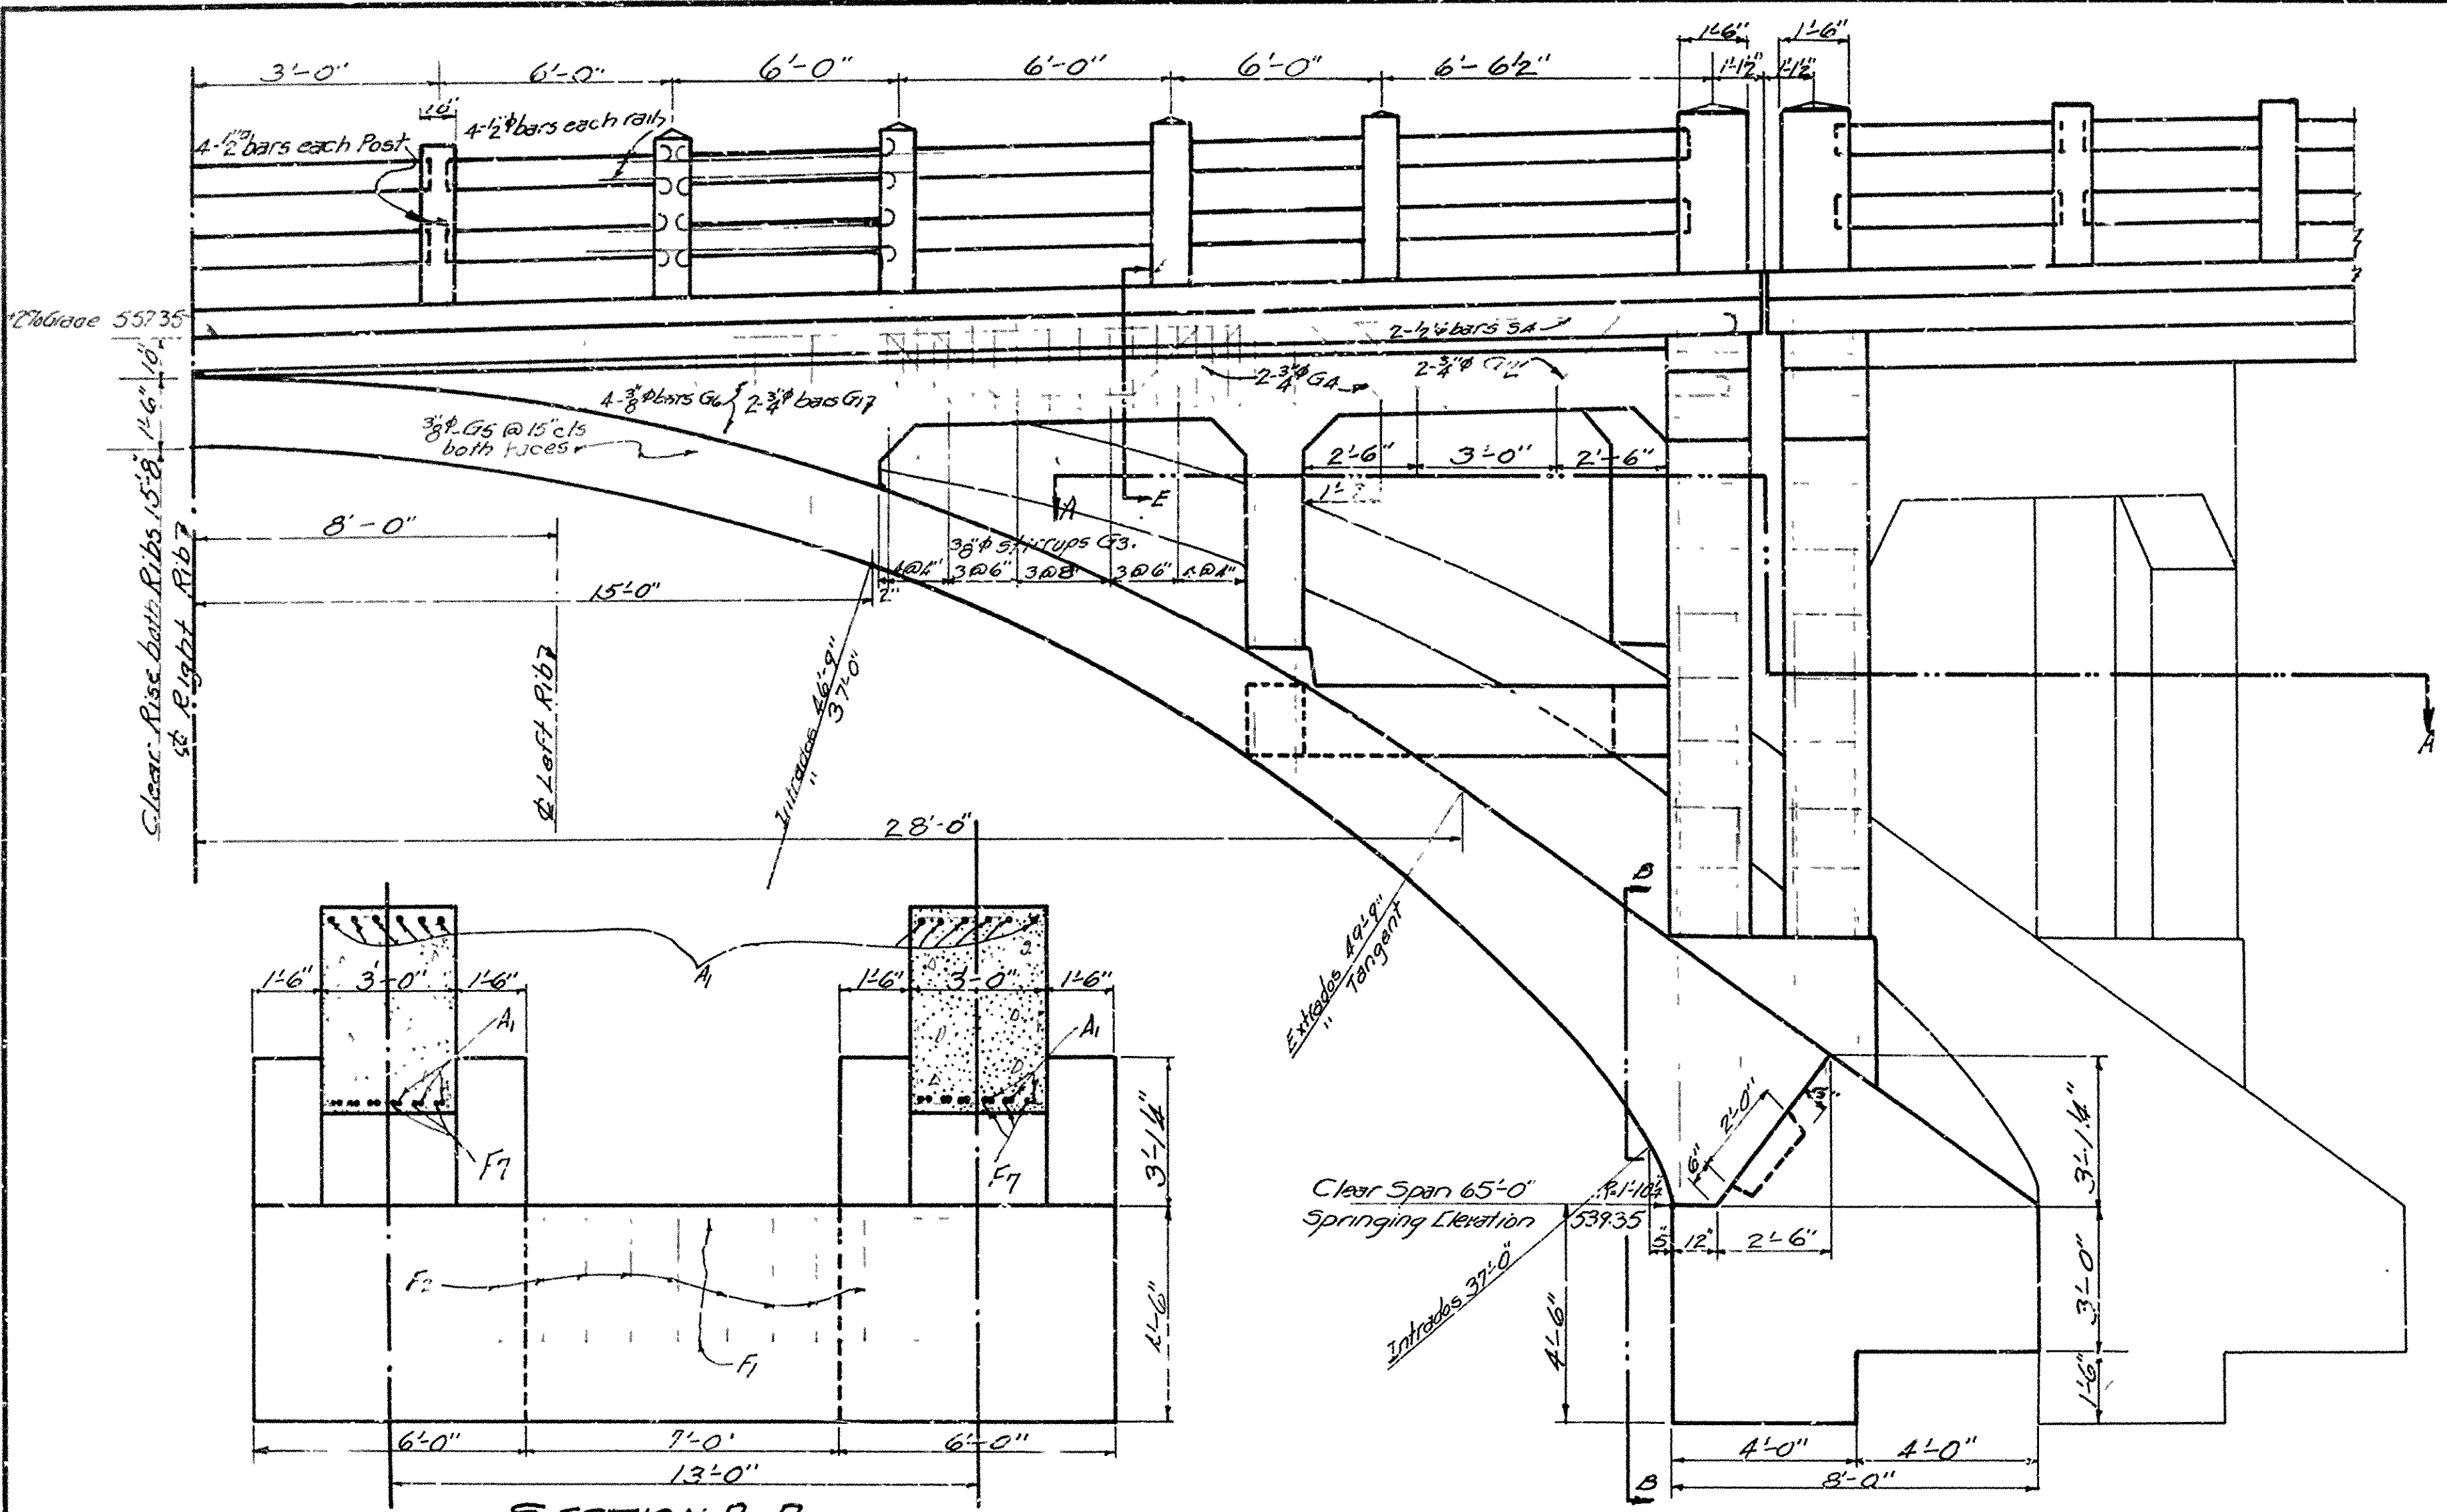 1'-6"
1'-6"
3'-0"
6'-0"
6'-0"
6'-0"
6'-0"
6'-6½"
1'-1½"
1'-1½"
10"
4-½"⌀ bars each rail
4-½"⌀ bars each Post
557.35
10"
1'-6"
Clear Rise both Ribs 15'-8"
℄ Right Rib
2-½"⌀ bars S4
2-¾"⌀ G4
2-¾"⌀
4-⅜"⌀ bars G6
2-¾"⌀ bars G17
⅜"⌀ G5 @ 15" cts
both faces
2'-6"
3'-0"
2'-6"
A
E
8'-0"
⅜"⌀ stirrups G3.
4@4"
3@6"
3@8"
3@6"
2"
15'-0"
℄ Left Rib
Intrados 46'-9"
" 37'-0"
28'-0"
A
B
Extrados 49'-9"
" Tangent
A1
1'-6"
3'-0"
1'-6"
1'-6"
3'-0"
1'-6"
A1
A1
F7
F7
3'-1¼"
2'-0"
6"
3'-1¼"
Clear Span 65'-0"
Springing Elevation
539.35
5"
12"
2'-6"
Intrados 37'-0"
F2
F1
4'-6"
4'-6"
3'-0"
1'-6"
6'-0"
7'-0"
6'-0"
13'-0"
4'-0"
4'-0"
8'-0"
B
SECTION B-B